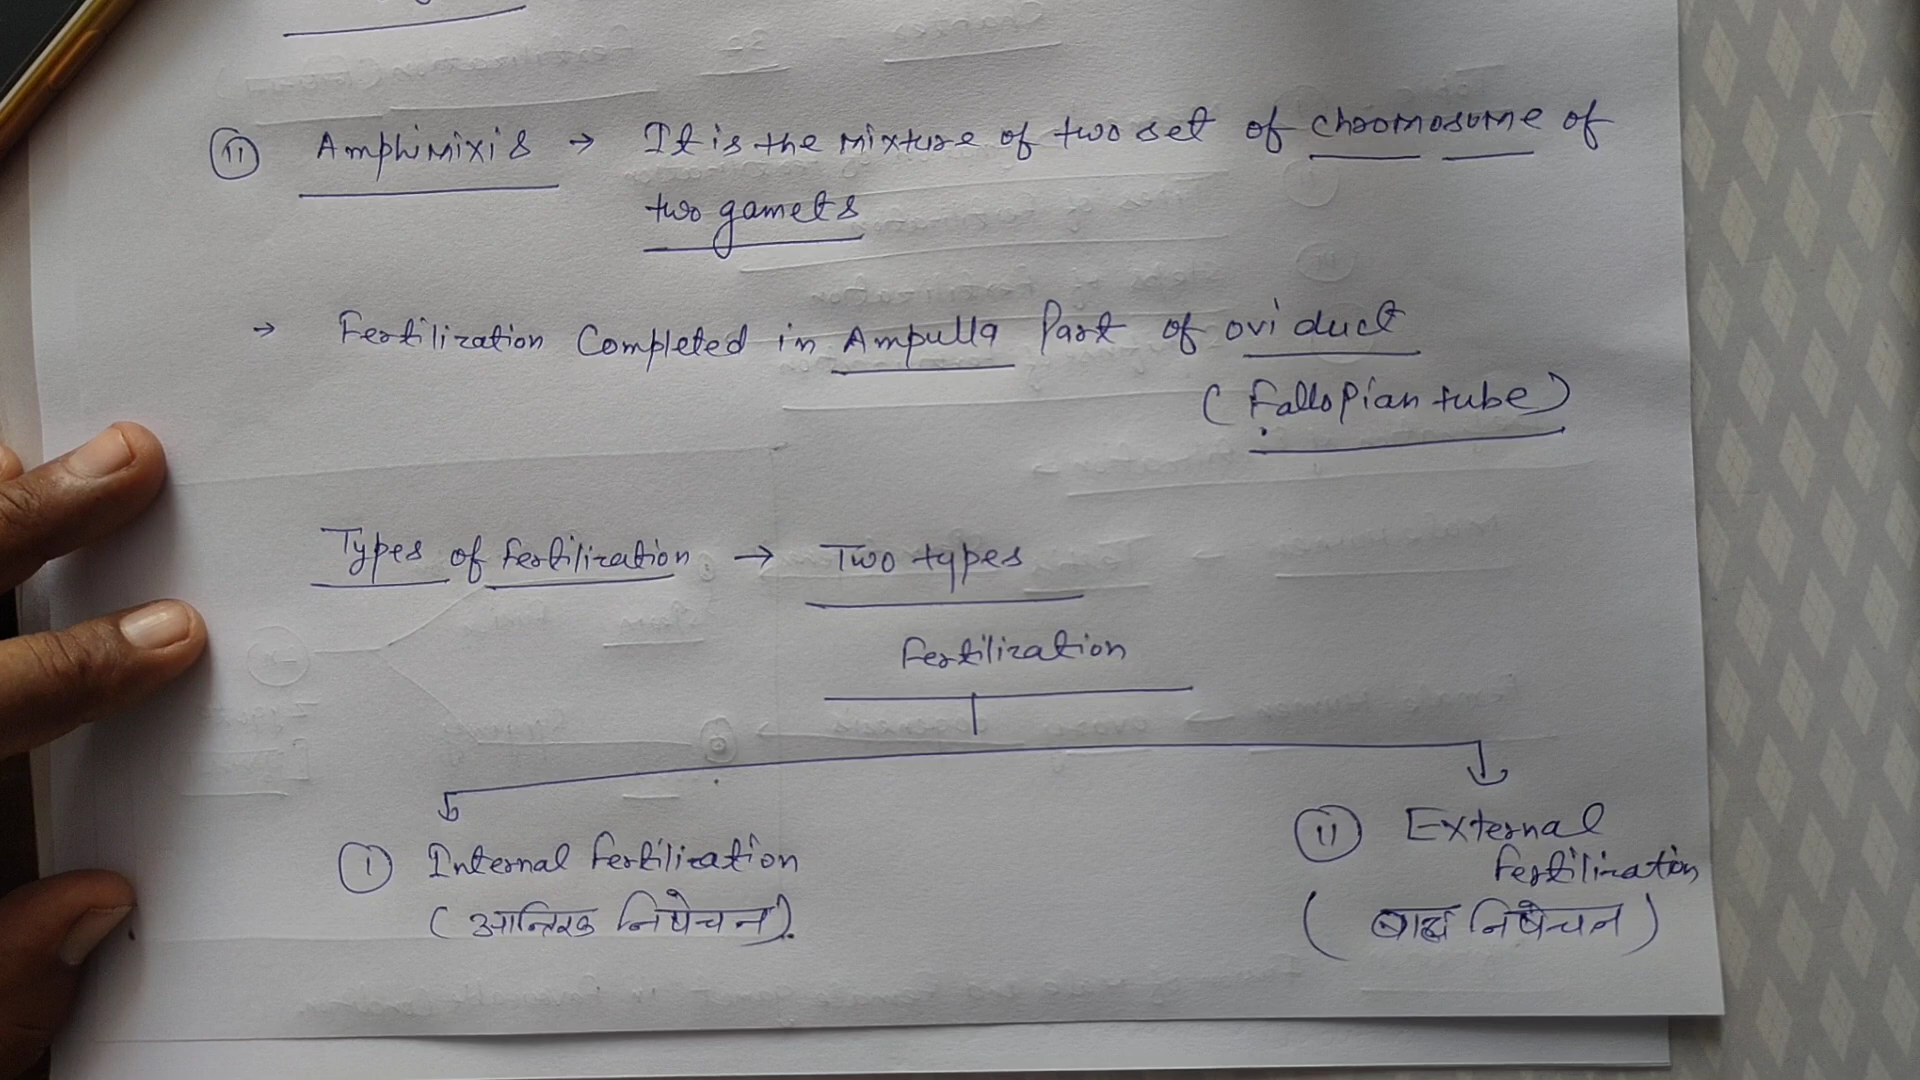 (ii) Amphimixis → It is the mixture of two set of chromosome of
two gamets
→ Fertilization Completed in Ampulla Part of oviduct
(Fallopian tube)
Types of fertilization → Two types
Fertilization
(i) Internal fertilization
(आन्तिरक निषेचन).
(ii) External
fertilization
(बाह्य निषेचन)